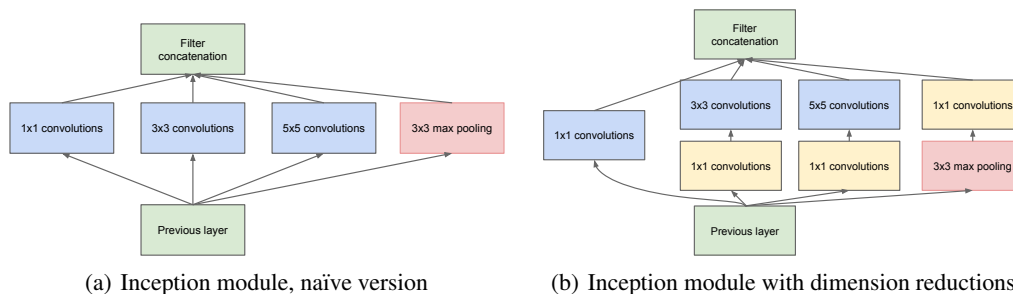 Filter
concatenation
1x1 convolutions
3x3 convolutions
5x5 convolutions
3x3 max pooling
Previous layer
(a) Inception module, naïve version
Filter
concatenation
3x3 convolutions
5x5 convolutions
1x1 convolutions
1x1 convolutions
1x1 convolutions
1x1 convolutions
3x3 max pooling
Previous layer
(b) Inception module with dimension reductions